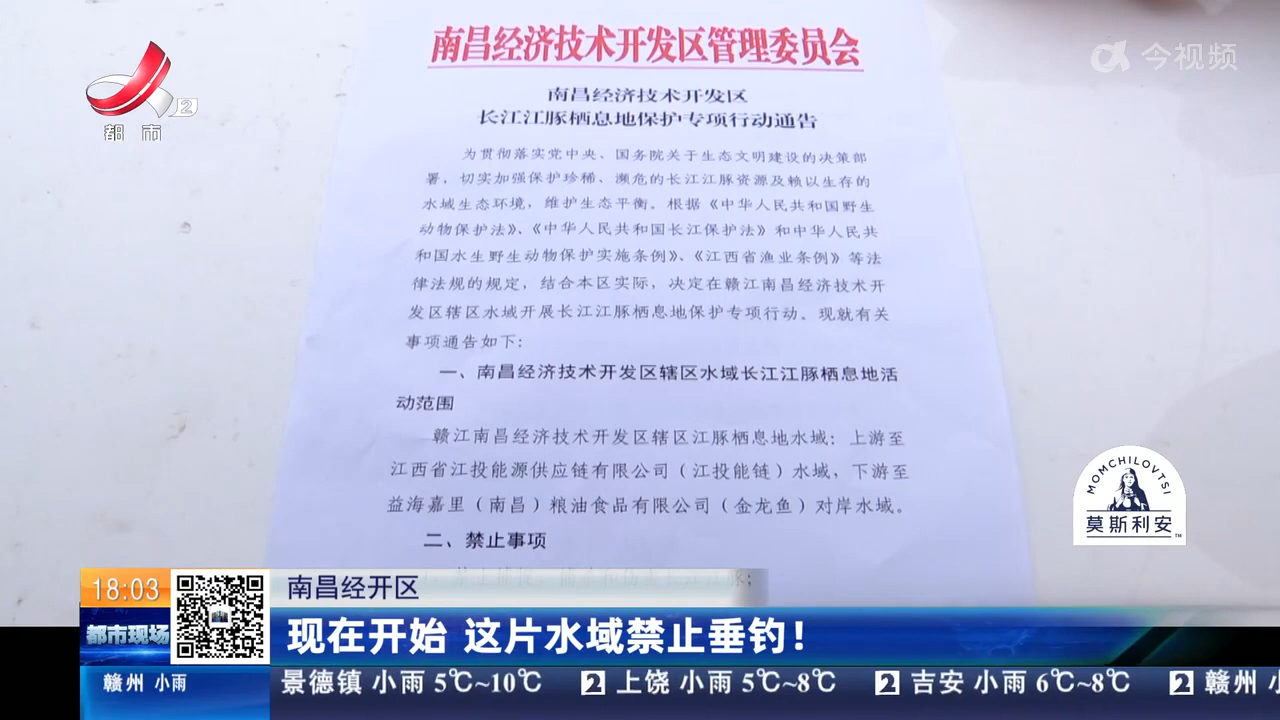 南昌经济技术开发区管理委员会
今视频
2
都市
南昌经济技术开发区
长江江豚栖息地保护专项行动通告
为贯彻落实党中央、国务院关于生态文明建设的决策部
署，切实加强保护珍稀、濒危的长江江豚资源及赖以生存的
水域生态环境，维护生态平衡。根据《中华人民共和国野生
动物保护法》、《中华人民共和国长江保护法》和中华人民共
和国水生野生动物保护实施条例》、《江西省渔业条例》等法
律法规的规定，结合本区实际，决定在赣江南昌经济技术开
发区辖区水域开展长江江豚栖息地保护专项行动。现就有关
事项通告如下：
一、南昌经济技术开发区辖区水域长江江豚栖息地活
动范围
赣江南昌经济技术开发区辖区江豚栖息地水域：上游至
江西省江投能源供应链有限公司（江投能链）水域，下游至
益海嘉里（南昌）粮油食品有限公司（金龙鱼）对岸水域。
二、禁止事项
MOMCHILOVTSI
莫斯利安
TM
18:03
都市现场
南昌经开区
现在开始 这片水域禁止垂钓！
赣州 小雨
景德镇 小雨 5℃~10℃ 2 上饶 小雨 5℃~8℃ 2 吉安 小雨 6℃~8℃ 2 赣州